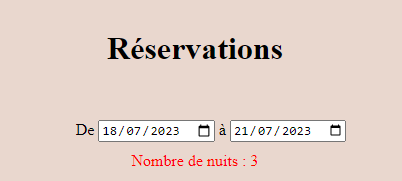 Réservations
De 18/07/2023 à 21/07/2023
Nombre de nuits : 3